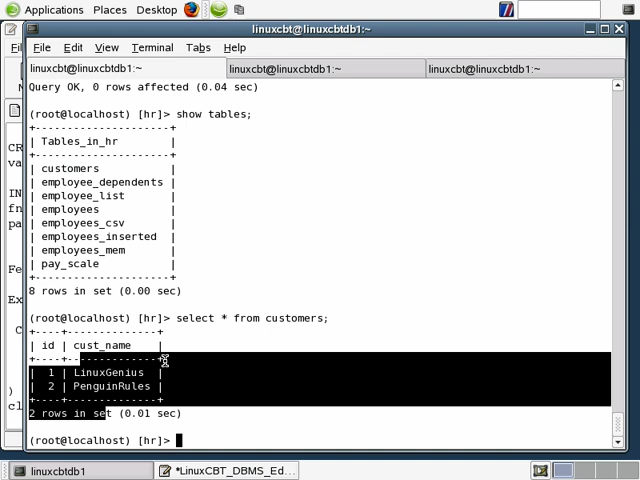 Applications Places Desktop
linuxcbt@linuxcbtdb1:~
File Edit View Terminal Tabs Help
linuxcbt@linuxcbtdb1:~ linuxcbt@linuxcbtdb1:~ linuxcbt@linuxcbtdb1:~
Query OK, 0 rows affected (0.04 sec)
(root@localhost) [hr]> show tables;
+----------------------+
| Tables_in_hr |
+----------------------+
| customers |
| employee_dependents |
| employee_list |
| employees |
| employees_csv |
| employees_inserted |
| employees_mem |
| pay_scale |
+----------------------+
8 rows in set (0.00 sec)
(root@localhost) [hr]> select * from customers;
+----+--------------+
| id | cust_name |
+----+--------------+
| 1 | LinuxGenius |
| 2 | PenguinRules |
+----+--------------+
2 rows in set (0.01 sec)
(root@localhost) [hr]>
linuxcbtdb1 *LinuxCBT_DBMS_Ed...